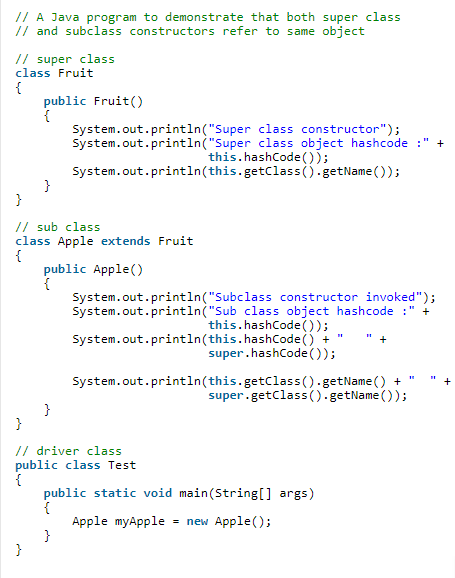 // A Java program to demonstrate that both super class
// and subclass constructors refer to same object

// super class
class Fruit
{
    public Fruit()
    {
        System.out.println("Super class constructor");
        System.out.println("Super class object hashcode :" +
                           this.hashCode());
        System.out.println(this.getClass().getName());
    }
}

// sub class
class Apple extends Fruit
{
    public Apple()
    {
        System.out.println("Subclass constructor invoked");
        System.out.println("Sub class object hashcode :" +
                           this.hashCode());
        System.out.println(this.hashCode() + "   " +
                           super.hashCode());

        System.out.println(this.getClass().getName() + "  " +
                           super.getClass().getName());
    }
}

// driver class
public class Test
{
    public static void main(String[] args)
    {
        Apple myApple = new Apple();
    }
}